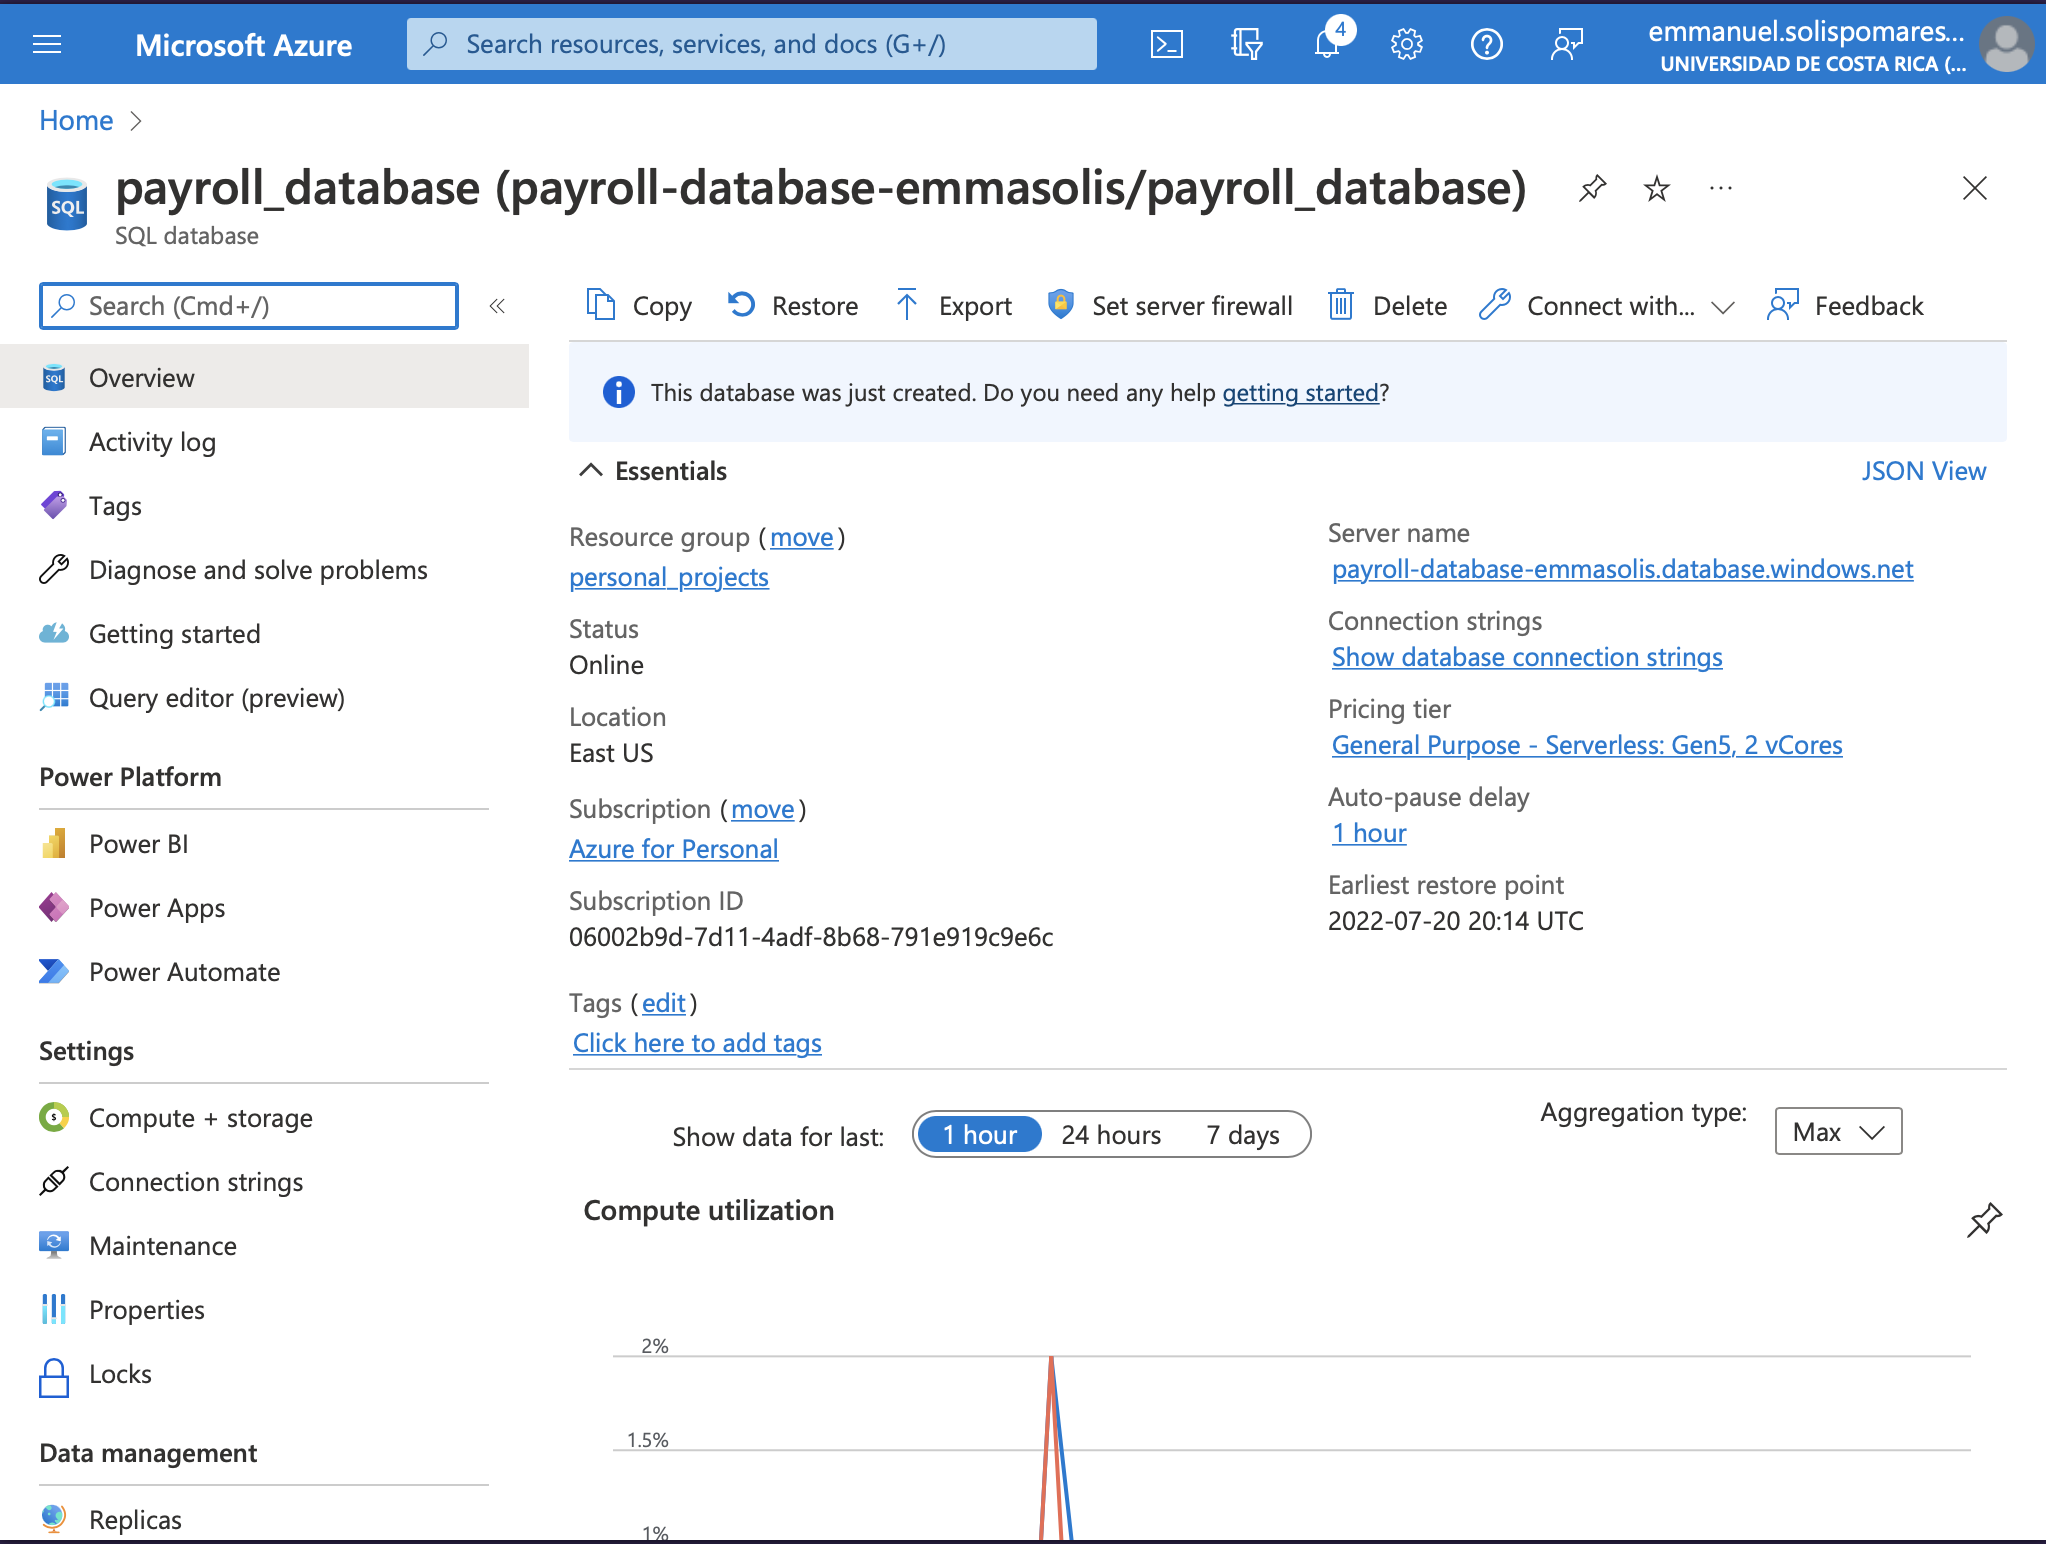 Microsoft Azure
Search resources, services, and docs (G+/)
4
emmanuel.solispomares...
UNIVERSIDAD DE COSTA RICA (...
Home
payroll_database (payroll-database-emmasolis/payroll_database)
SQL
SQL database
Search (Cmd+/)
Copy
Restore
Export
Set server firewall
Delete
Connect with...
Feedback
SQL
Overview
Activity log
Tags
Diagnose and solve problems
Getting started
Query editor (preview)
Power Platform
Power BI
Power Apps
Power Automate
Settings
Compute + storage
Connection strings
Maintenance
Properties
Locks
Data management
Replicas
This database was just created. Do you need any help getting started?
Essentials
JSON View
Resource group (move)
personal_projects
Status
Online
Location
East US
Subscription (move)
Azure for Personal
Subscription ID
06002b9d-7d11-4adf-8b68-791e919c9e6c
Tags (edit)
Click here to add tags
Server name
payroll-database-emmasolis.database.windows.net
Connection strings
Show database connection strings
Pricing tier
General Purpose - Serverless: Gen5, 2 vCores
Auto-pause delay
1 hour
Earliest restore point
2022-07-20 20:14 UTC
Show data for last:
1 hour
24 hours
7 days
Aggregation type:
Max
Compute utilization
2%
1.5%
1%